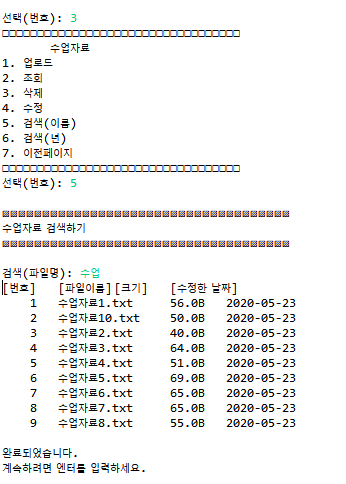 선택(번호): 3
□□□□□□□□□□□□□□□□□□□□□□□□□□□□□□□□□□
수업자료
1. 업로드
2. 조회
3. 삭제
4. 수정
5. 검색(이름)
6. 검색(년)
7. 이전페이지
□□□□□□□□□□□□□□□□□□□□□□□□□□□□□□□□□□
선택(번호): 5
▨▨▨▨▨▨▨▨▨▨▨▨▨▨▨▨▨▨▨▨▨▨▨▨▨▨▨▨▨▨▨▨▨▨▨▨
수업자료 검색하기
▨▨▨▨▨▨▨▨▨▨▨▨▨▨▨▨▨▨▨▨▨▨▨▨▨▨▨▨▨▨▨▨▨▨▨▨
검색(파일명): 수업
[번호] [파일이름][크기] [수정한 날짜]
1 수업자료1.txt 56.0B 2020-05-23
2 수업자료10.txt 50.0B 2020-05-23
3 수업자료2.txt 40.0B 2020-05-23
4 수업자료3.txt 64.0B 2020-05-23
5 수업자료4.txt 51.0B 2020-05-23
6 수업자료5.txt 69.0B 2020-05-23
7 수업자료6.txt 65.0B 2020-05-23
8 수업자료7.txt 65.0B 2020-05-23
9 수업자료8.txt 55.0B 2020-05-23
완료되었습니다.
계속하려면 엔터를 입력하세요.